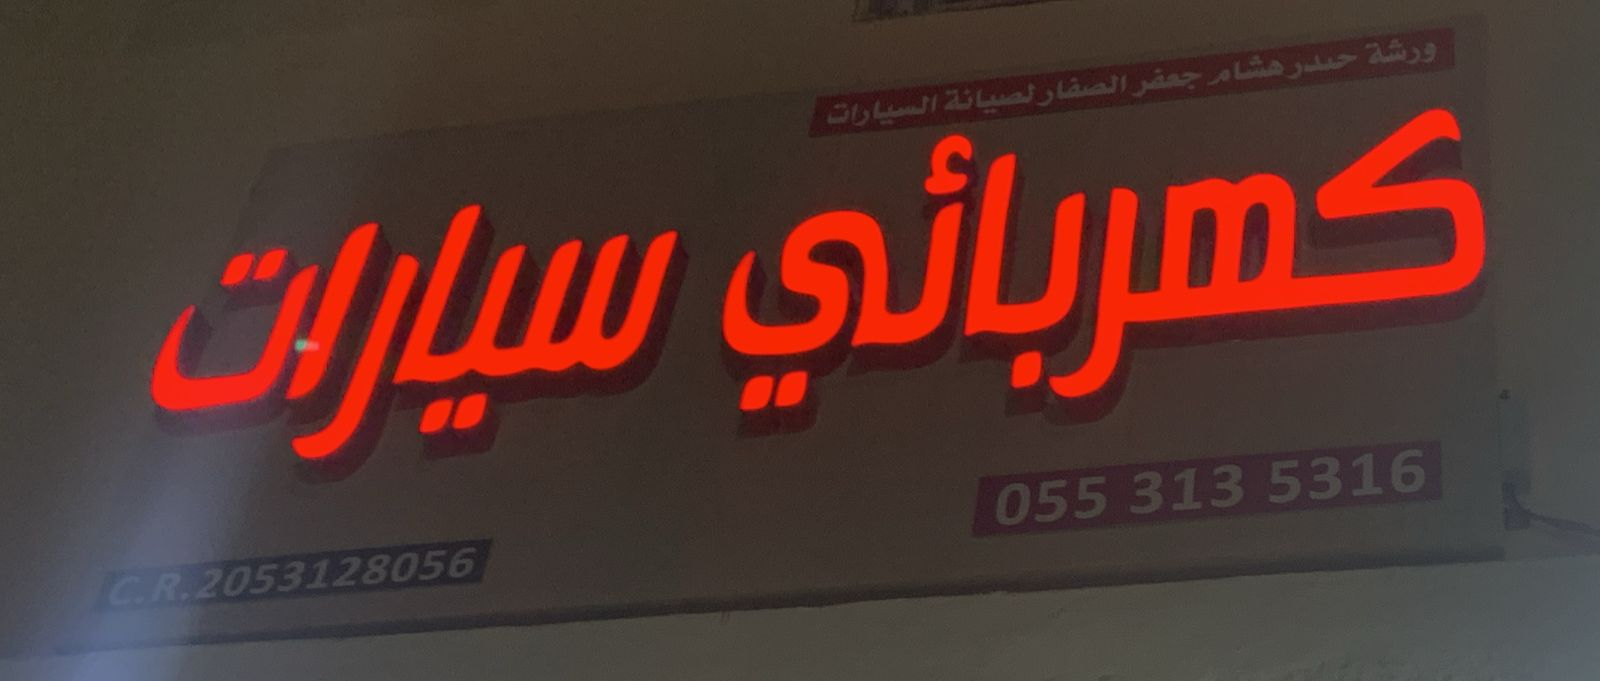 ورشة حيدر هشام جعفر الصفار لصيانة السيارات
كهربائي سيارات
055 313 5316
C.R.2053128056